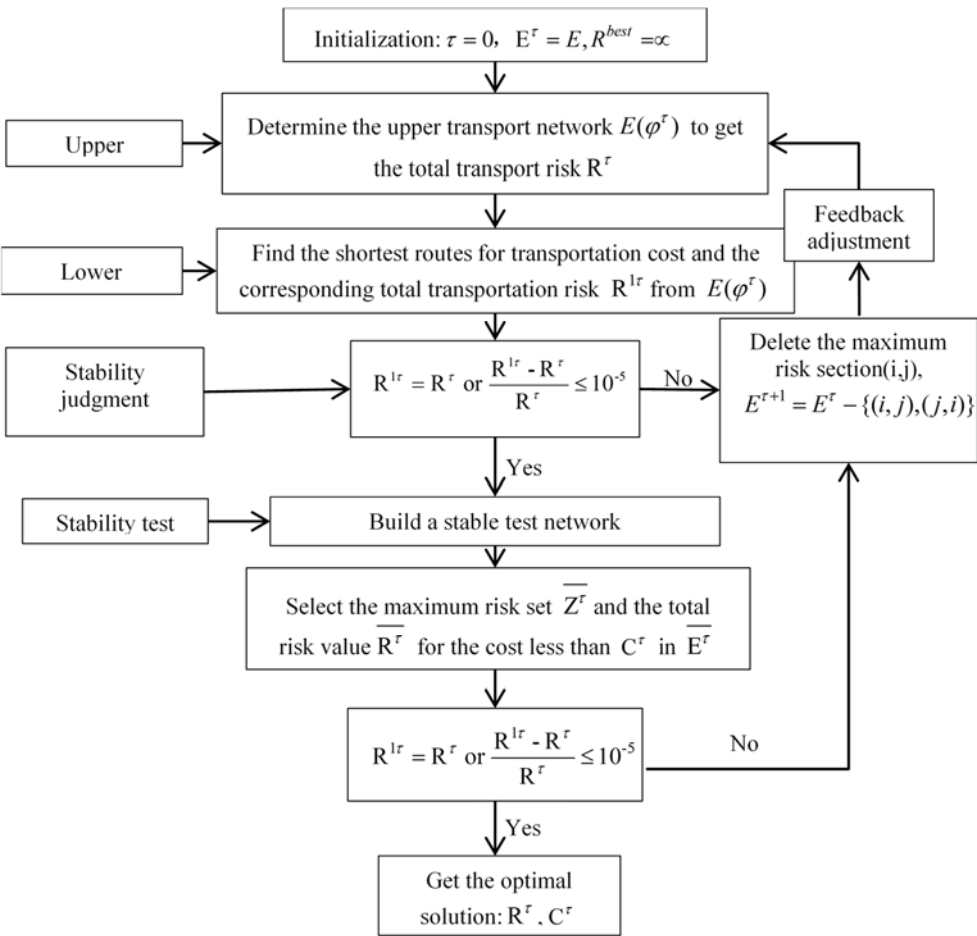 Initialization: τ = 0, E^τ = E, R^best = ∝
Upper
Determine the upper transport network E(φ^τ) to get
the total transport risk R^τ
Feedback
adjustment
Lower
Find the shortest routes for transportation cost and the
corresponding total transportation risk R^1τ from E(φ^τ)
Stability
judgment
R^1τ = R^τ or (R^1τ - R^τ)/R^τ ≤ 10^-5
No
Delete the maximum
risk section(i,j),
E^τ+1 = E^τ − {(i, j),(j,i)}
Yes
Stability test
Build a stable test network
Select the maximum risk set \overline{Z^τ} and the total
risk value \overline{R^τ} for the cost less than C^τ in \overline{E^τ}
R^1τ = R^τ or (R^1τ - R^τ)/R^τ ≤ 10^-5
No
Yes
Get the optimal
solution: R^τ, C^τ